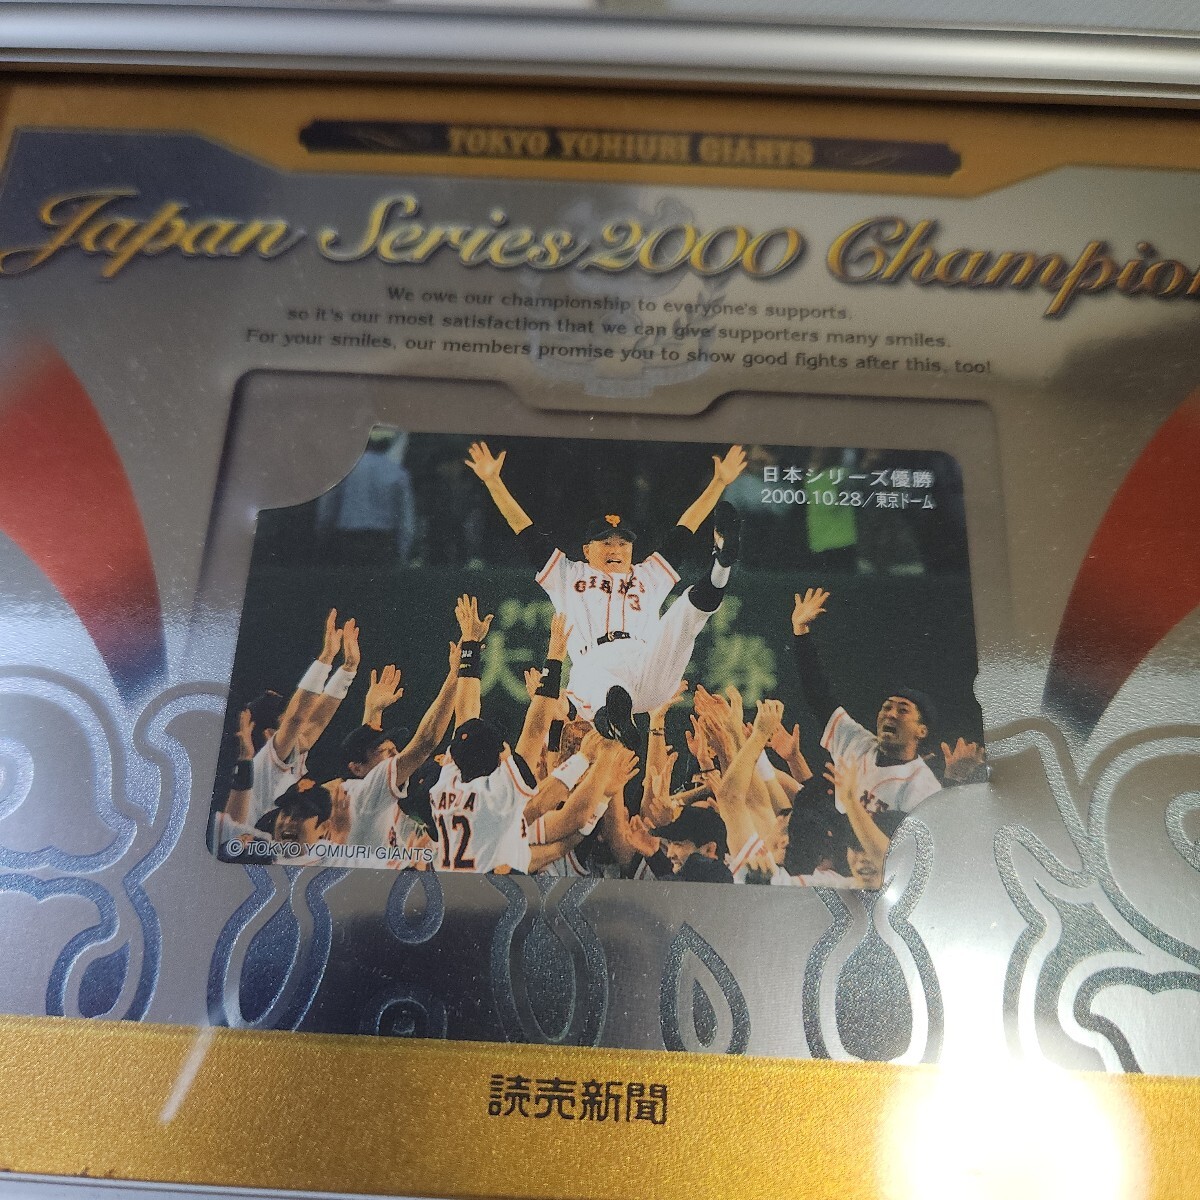 TOKYO YOMIURI GIANTS
Japan Series 2000 Champion
We owe our championship to everyone's supports,
so it's our most satisfaction that we can give supporters many smiles.
For your smiles, our members promise you to show good fights after this, too!
日本シリーズ優勝
2000.10.28/東京ドーム
GIANTS
3
12
© TOKYO YOMIURI GIANTS
読売新聞